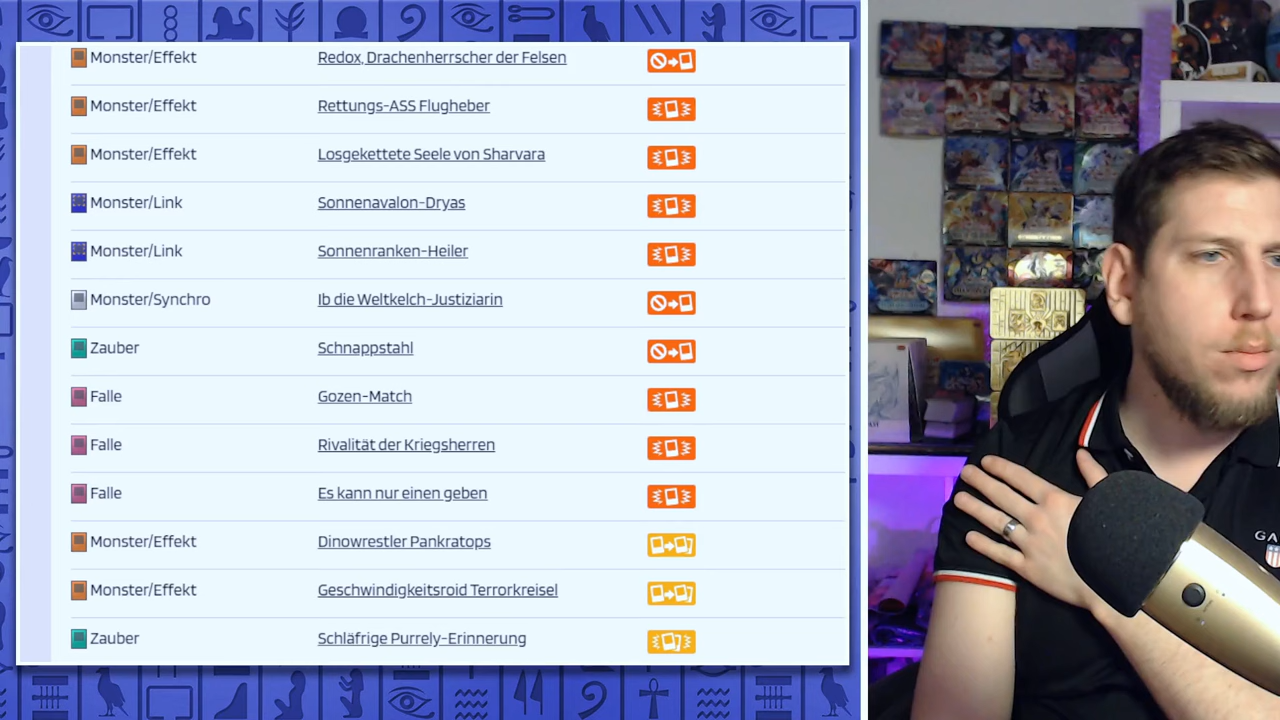 Monster/Effekt Redox, Drachenherrscher der Felsen
Monster/Effekt Rettungs-ASS Flugheber
Monster/Effekt Losgekettete Seele von Sharvara
Monster/Link Sonnenavalon-Dryas
Monster/Link Sonnenranken-Heiler
Monster/Synchro Ib die Weltkelch-Justiziarin
Zauber Schnappstahl
Falle Gozen-Match
Falle Rivalität der Kriegsherren
Falle Es kann nur einen geben
Monster/Effekt Dinowrestler Pankratops
Monster/Effekt Geschwindigkeitsroid Terrorkreisel
Zauber Schläfrige Purrely-Erinnerung
GA